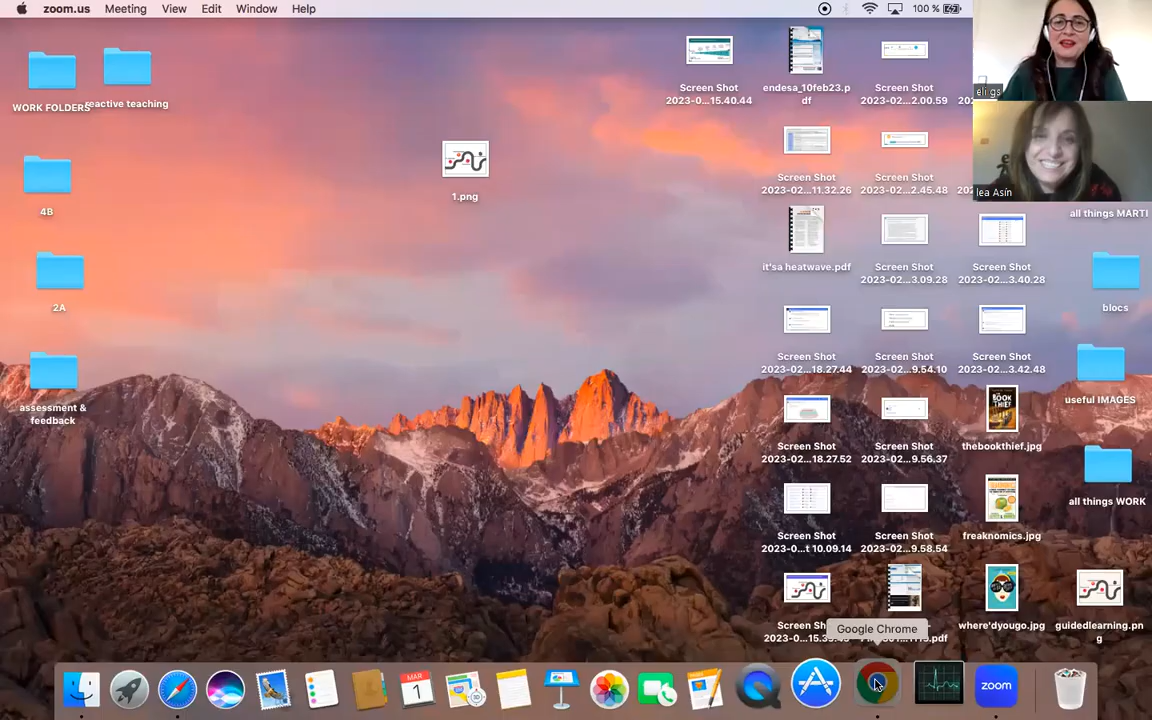 zoom.us Meeting View Edit Window Help 100 %
eli gs
lea Asín
WORK FOLDERS
reactive teaching
4B
2A
assessment &
feedback
1.png
Screen Shot
2023-0...15.40.44
endesa_10feb23.p
df
Screen Shot
2023-02...2.00.59
Screen Shot
2023-02...11.32.26
Screen Shot
2023-02...2.45.48
all things MARTI
it'sa heatwave.pdf
Screen Shot
2023-02...3.09.28
Screen Shot
2023-02...3.40.28
blocs
Screen Shot
2023-02...18.27.44
Screen Shot
2023-02...9.54.10
Screen Shot
2023-02...3.42.48
useful IMAGES
Screen Shot
2023-02...18.27.52
Screen Shot
2023-02...9.56.37
THE BOOK THIEF
thebookthief.jpg
all things WORK
Screen Shot
2023-0...t 10.09.14
Screen Shot
2023-02...9.58.54
freaknomics.jpg
where'dyougo.jpg
guidedlearning.pn
g
Google Chrome
MAR
1
zoom